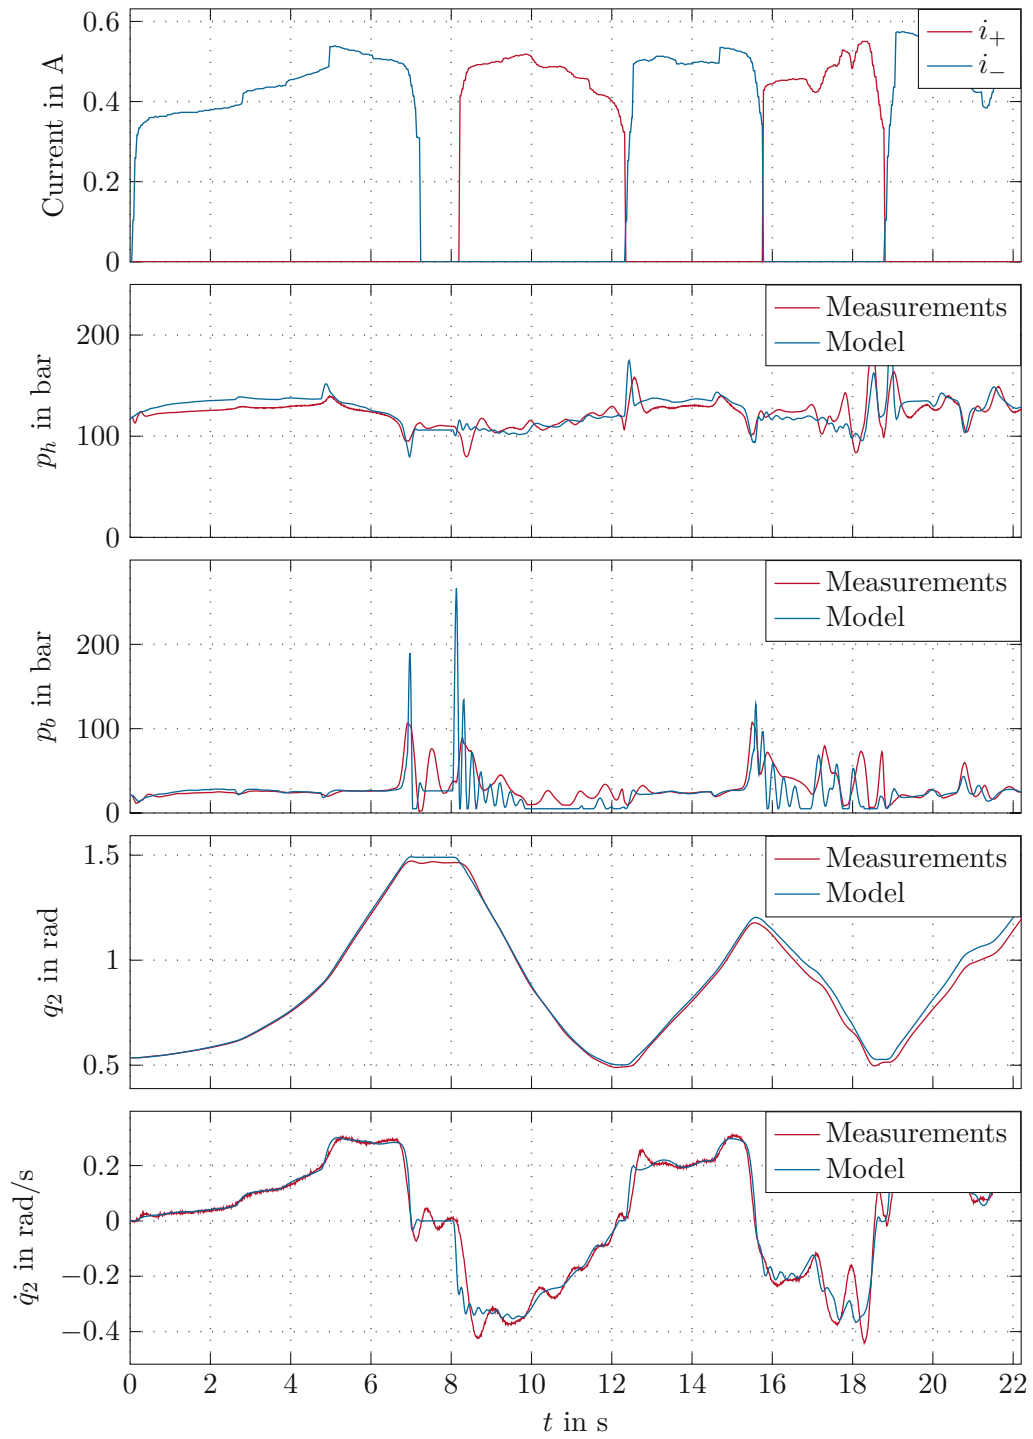 0.6
0.4
0.2
0
Current in A
i₊
i₋
200
100
0
p_h in bar
Measurements
Model
200
100
0
p_b in bar
Measurements
Model
1.5
1
0.5
q₂ in rad
Measurements
Model
0.2
0
−0.2
−0.4
q̇₂ in rad/s
Measurements
Model
0 2 4 6 8 10 12 14 16 18 20 22
t in s